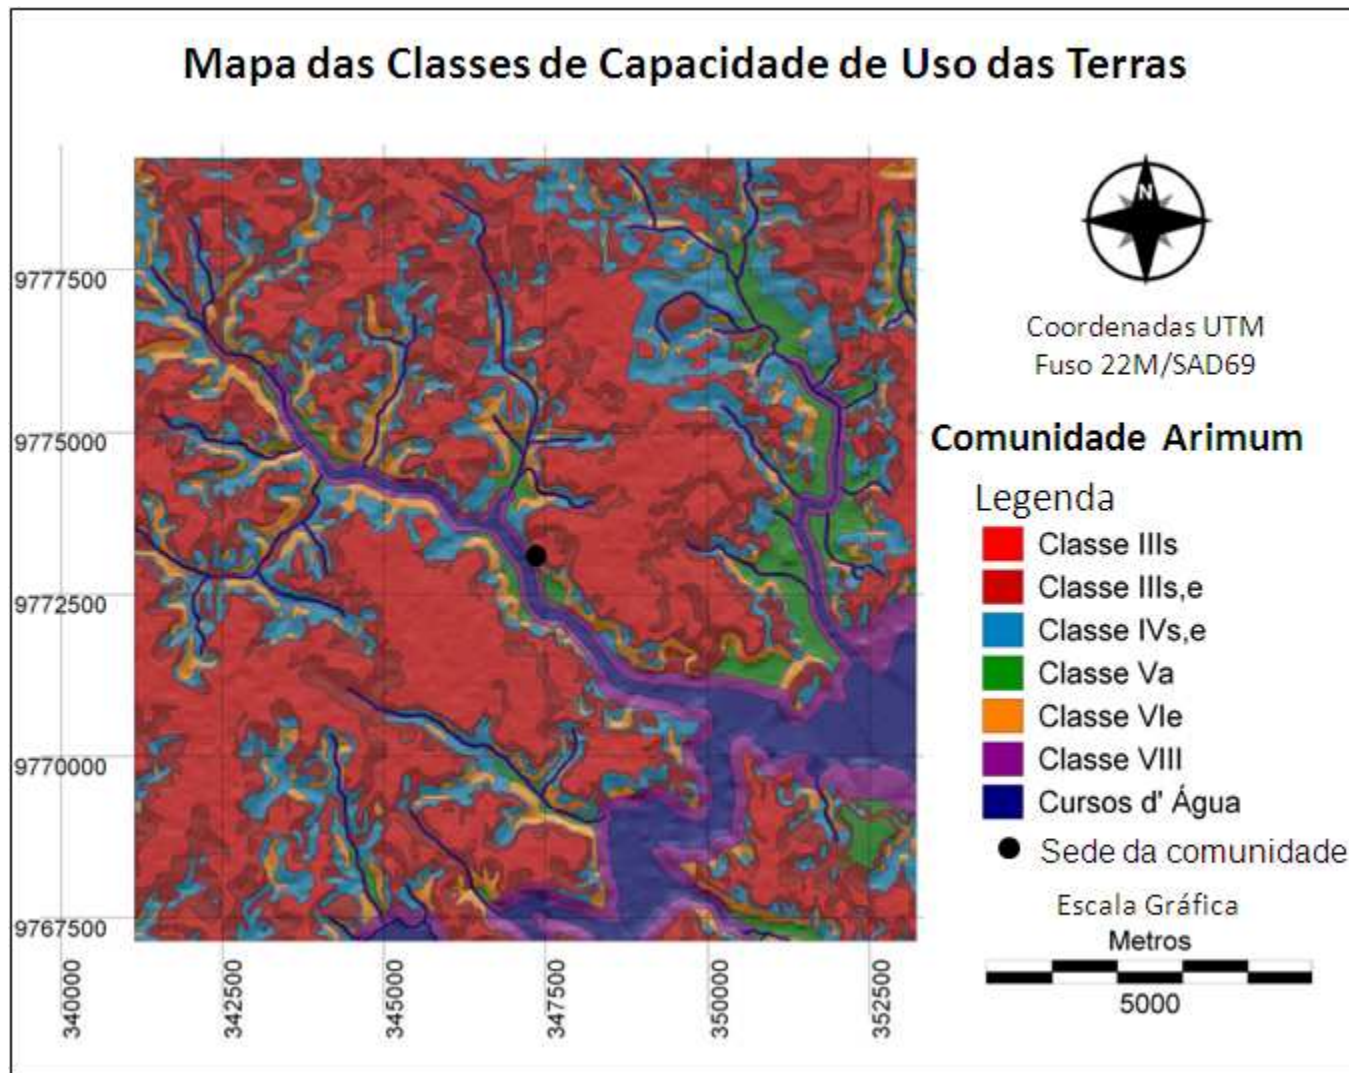 Mapa das Classes de Capacidade de Uso das Terras
N
9777500
9775000
9772500
9770000
9767500
340000
342500
345000
347500
350000
352500
Coordenadas UTM
Fuso 22M/SAD69
Comunidade Arimum
Legenda
Classe IIIs
Classe IIIs,e
Classe IVs,e
Classe Va
Classe VIe
Classe VIII
Cursos d' Água
Sede da comunidade
Escala Gráfica
Metros
5000